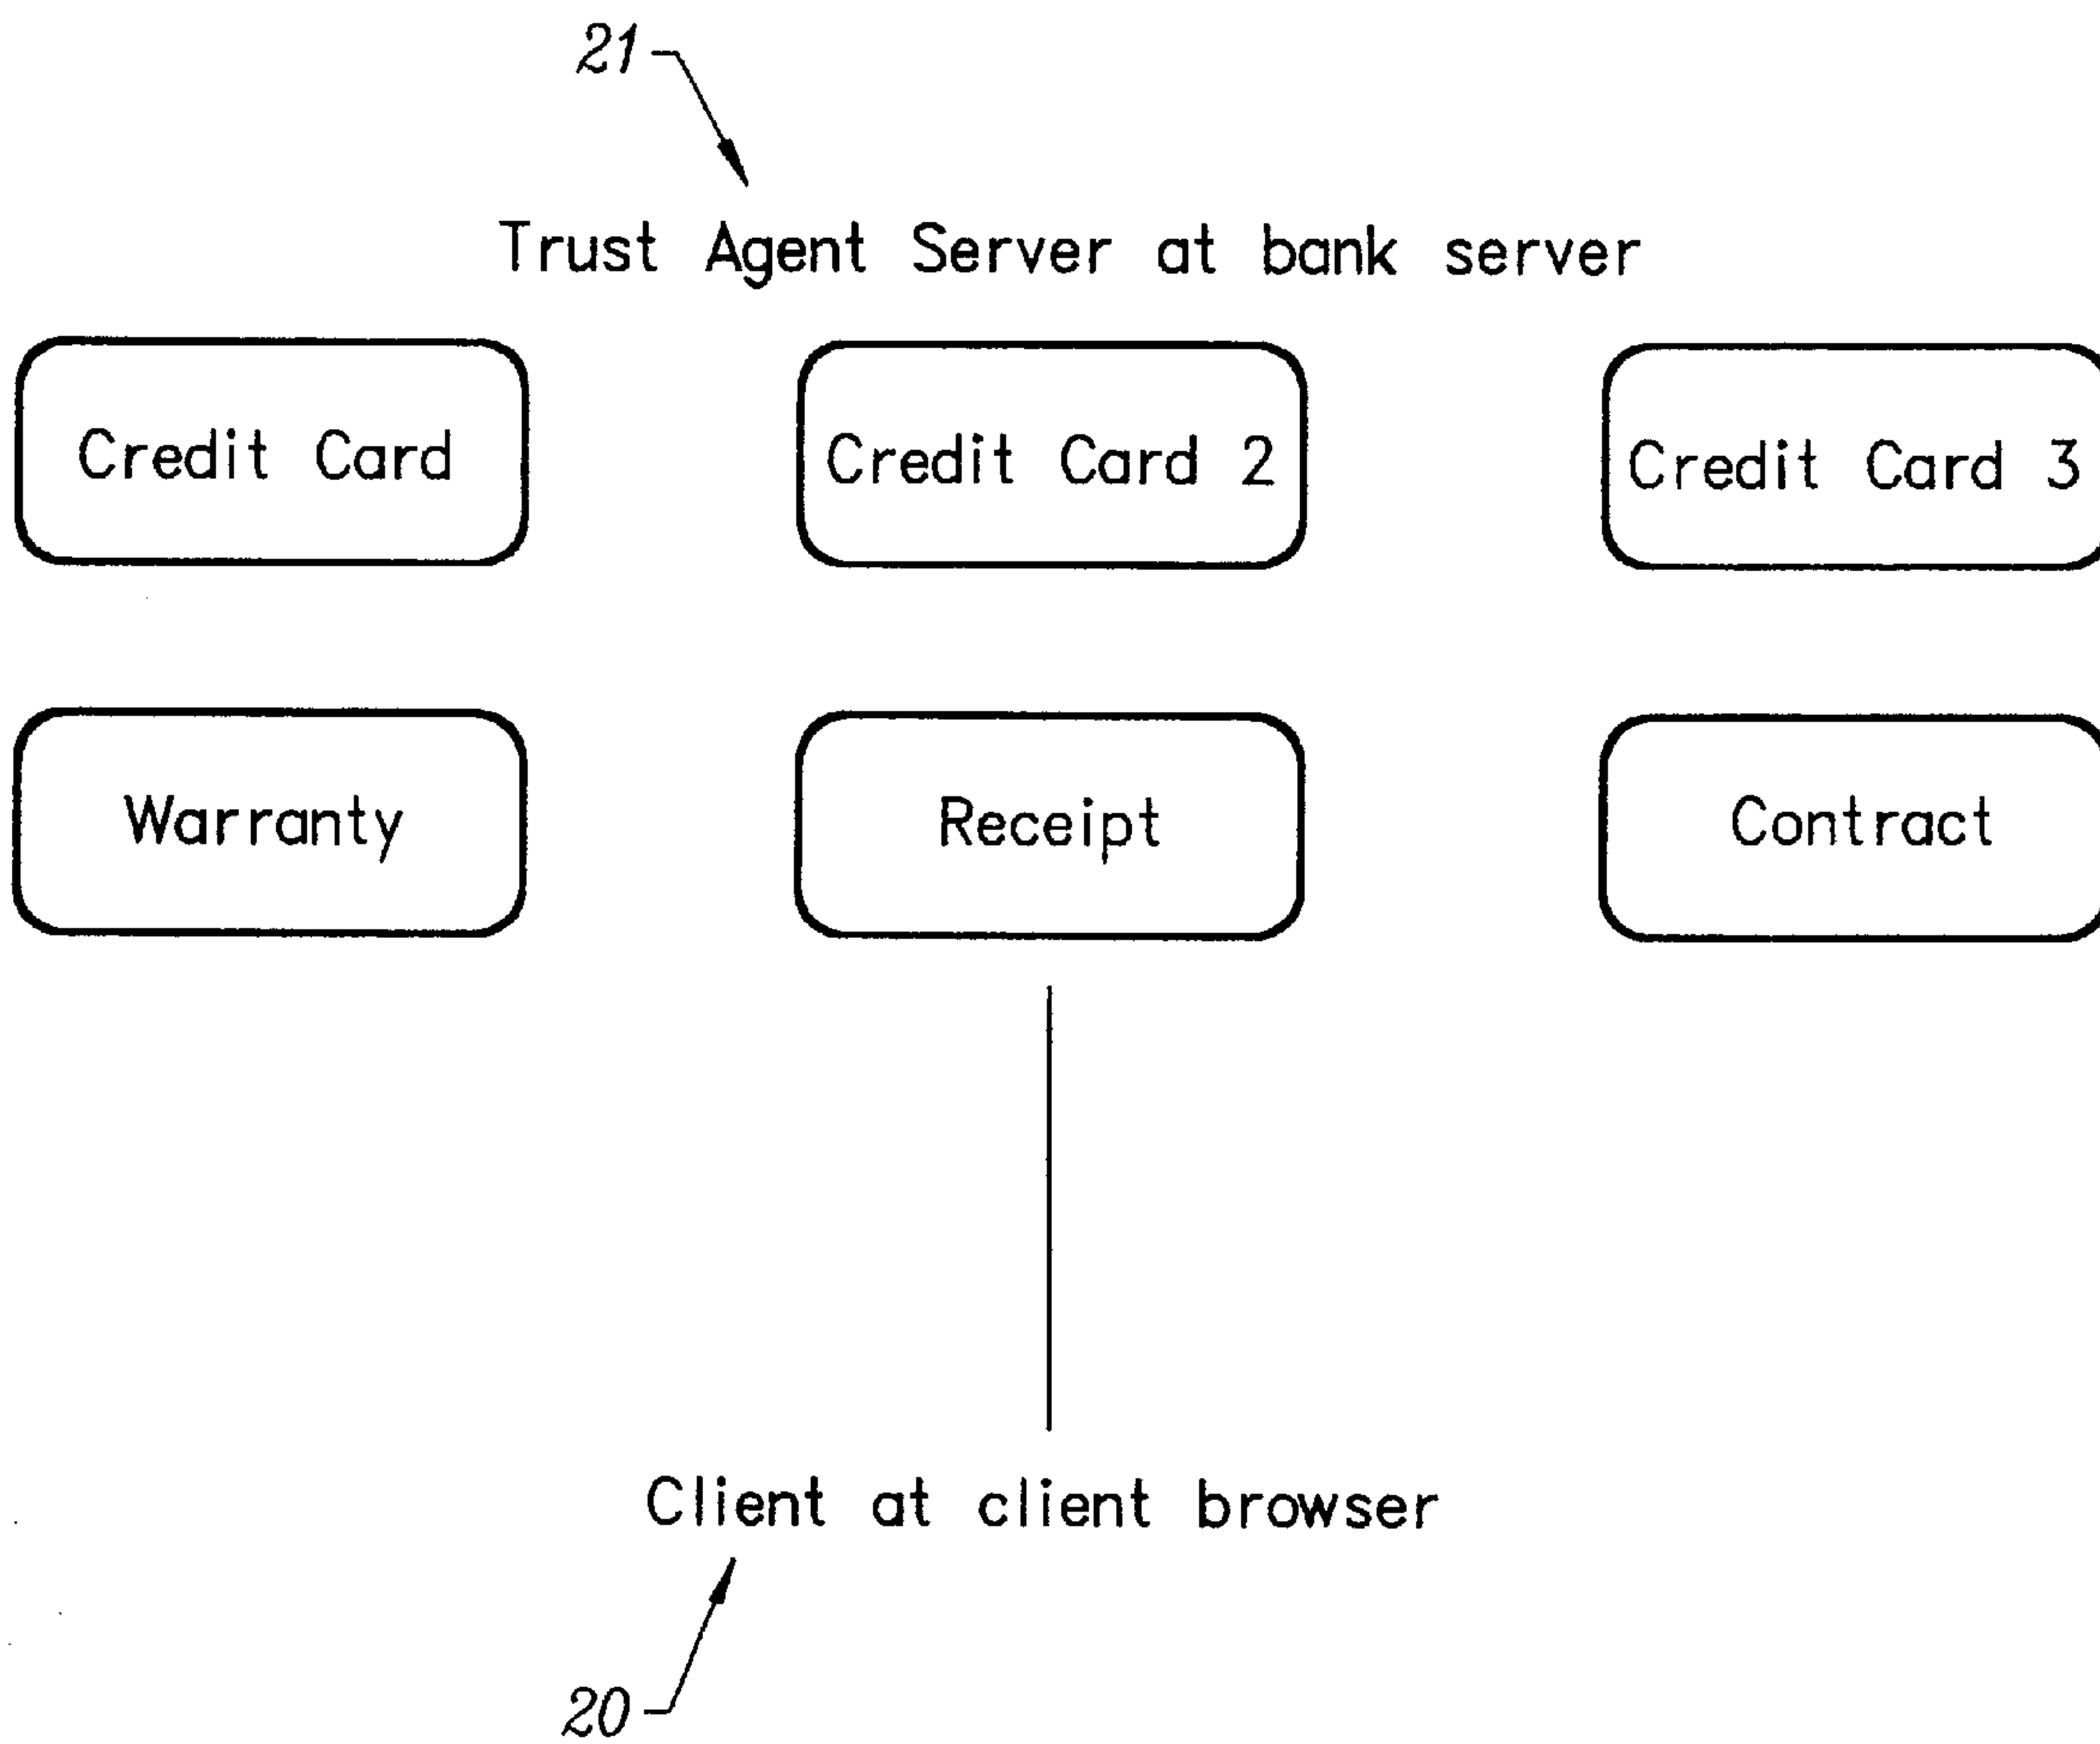 21
Trust Agent Server at bank server
Credit Card
Credit Card 2
Credit Card 3
Warranty
Receipt
Contract
Client at client browser
20